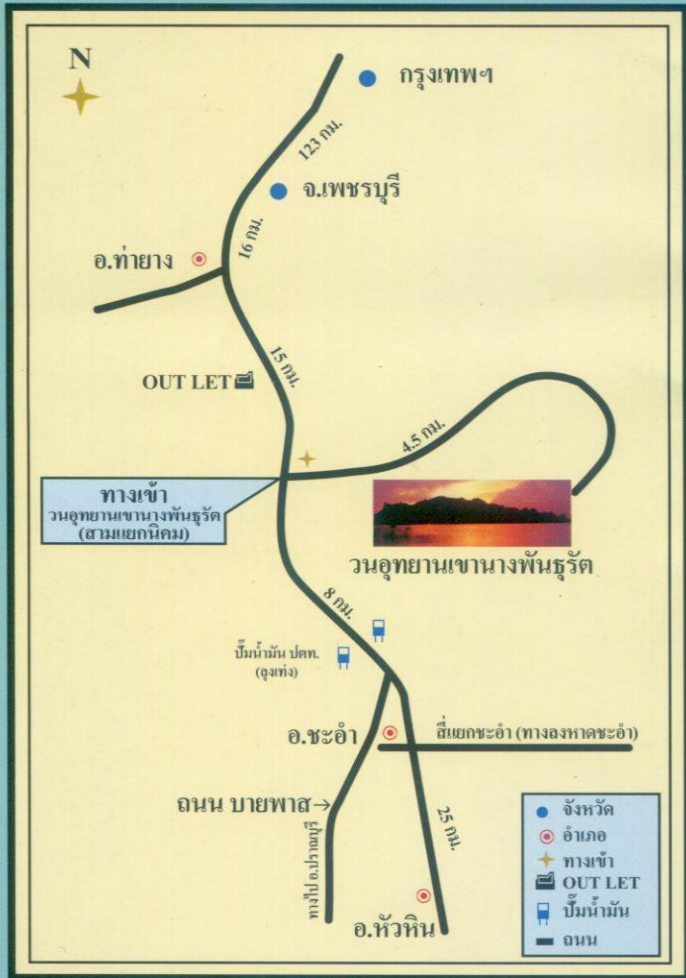 N
กรุงเทพฯ
123 กม.
จ.เพชรบุรี
16 กม.
อ.ท่ายาง
15 กม.
OUT LET
4.5 กม.
ทางเข้า
วนอุทยานเขานางพันธุรัต
(สามแยกนิคม)
วนอุทยานเขานางพันธุรัต
8 กม.
ปั๊มน้ำมัน ปตท.
(ลุงเท่ง)
อ.ชะอำ
สี่แยกชะอำ (ทางลงหาดชะอำ)
ถนน บายพาส
ทางไป อ.ปราณบุรี
25 กม.
อ.หัวหิน
จังหวัด
อำเภอ
ทางเข้า
OUT LET
ปั๊มน้ำมัน
ถนน